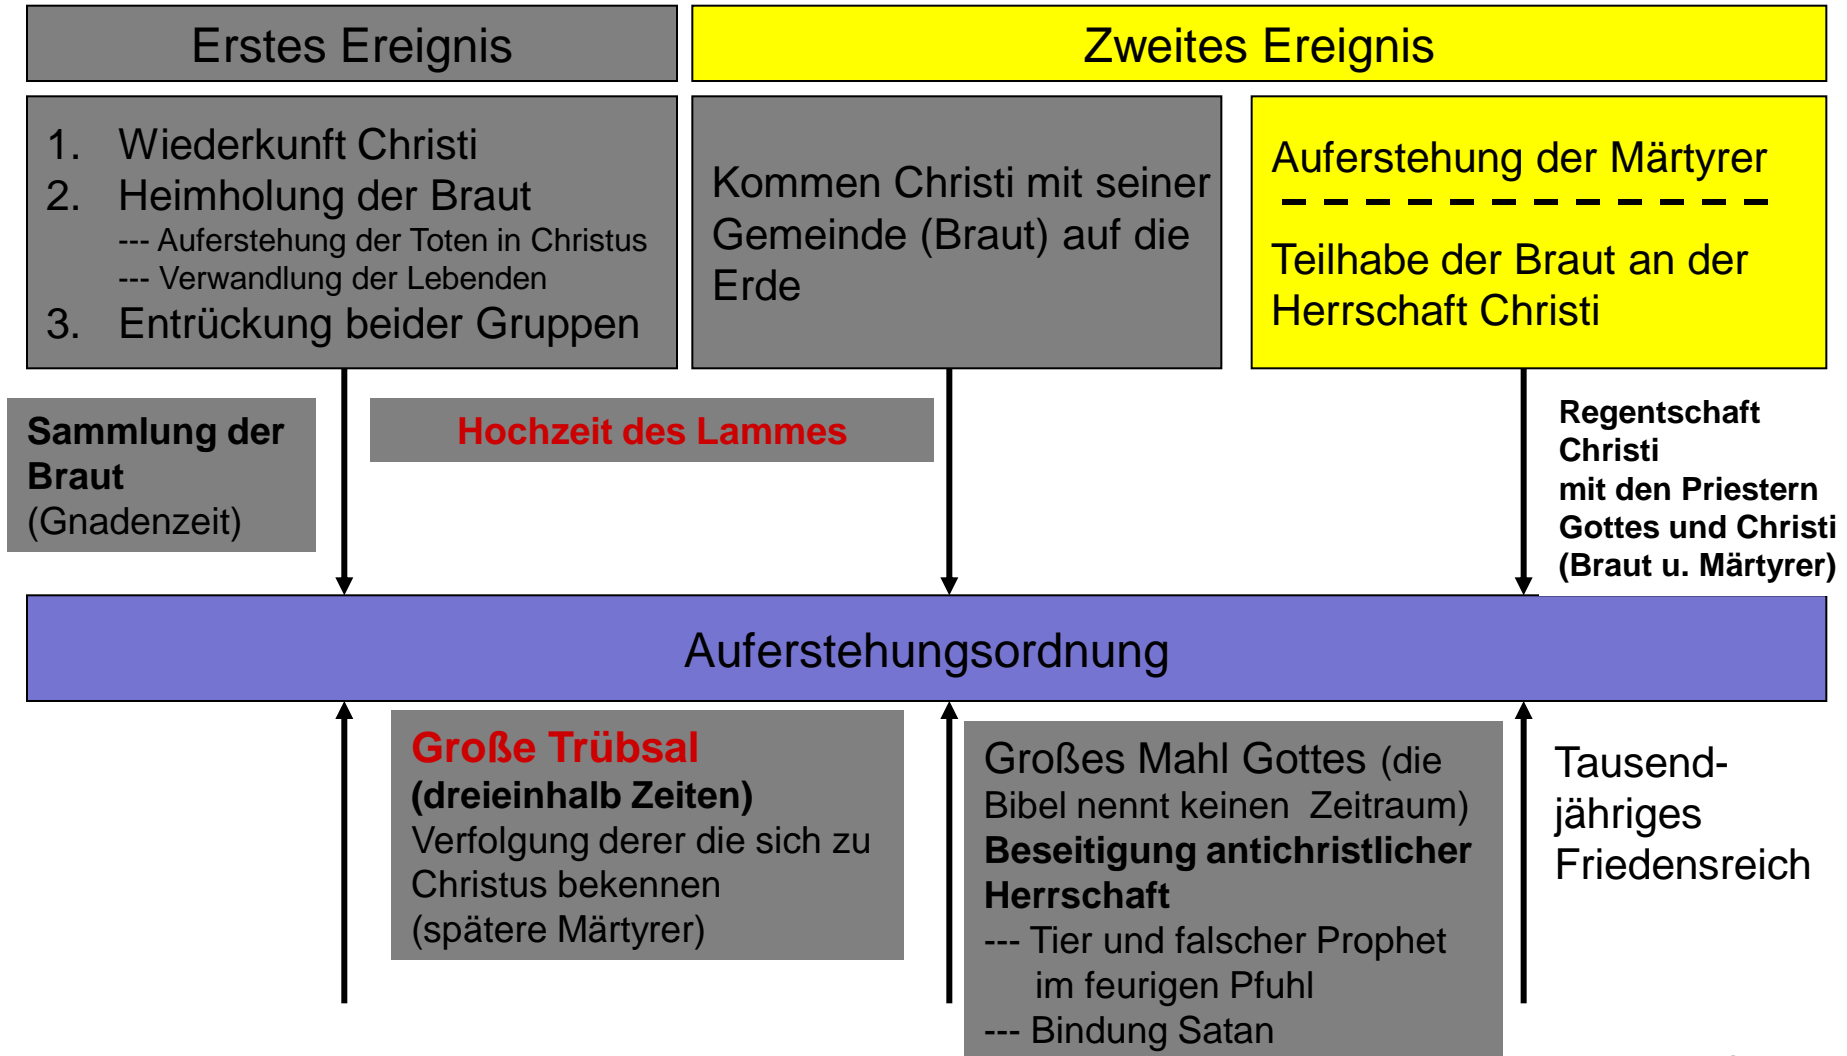 Erstes Ereignis
Zweites Ereignis
1. Wiederkunft Christi
2. Heimholung der Braut
--- Auferstehung der Toten in Christus
--- Verwandlung der Lebenden
3. Entrückung beider Gruppen
Kommen Christi mit seiner
Gemeinde (Braut) auf die
Erde
Auferstehung der Märtyrer
Teilhabe der Braut an der
Herrschaft Christi
Sammlung der
Braut
(Gnadenzeit)
Hochzeit des Lammes
Regentschaft
Christi
mit den Priestern
Gottes und Christi
(Braut u. Märtyrer)
Auferstehungsordnung
Große Trübsal
(dreieinhalb Zeiten)
Verfolgung derer die sich zu
Christus bekennen
(spätere Märtyrer)
Großes Mahl Gottes (die
Bibel nennt keinen Zeitraum)
Beseitigung antichristlicher
Herrschaft
--- Tier und falscher Prophet
im feurigen Pfuhl
--- Bindung Satan
Tausend-
jähriges
Friedensreich